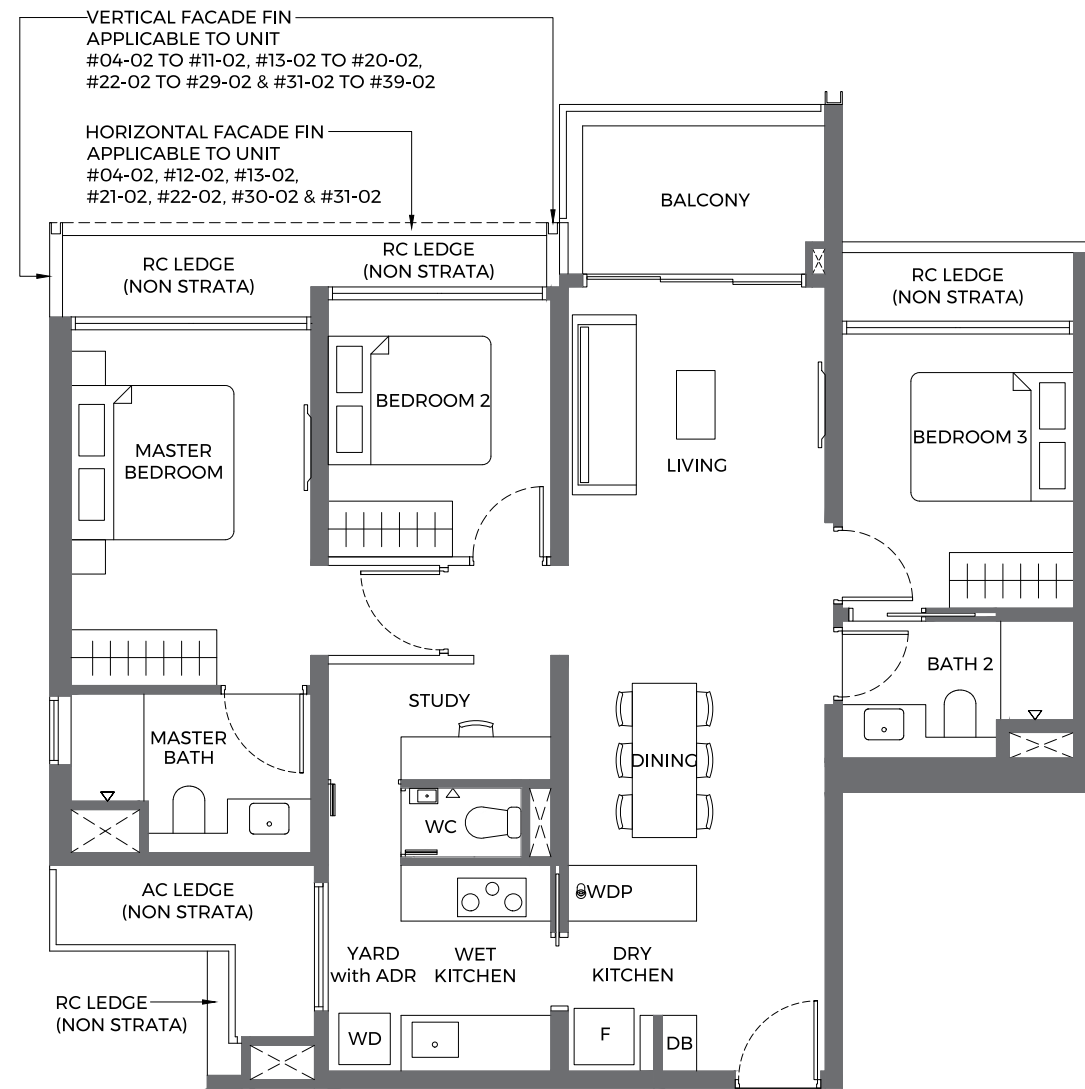 VERTICAL FACADE FIN
APPLICABLE TO UNIT
#04-02 TO #11-02, #13-02 TO #20-02,
#22-02 TO #29-02 & #31-02 TO #39-02
HORIZONTAL FACADE FIN
APPLICABLE TO UNIT
#04-02, #12-02, #13-02,
#21-02, #22-02, #30-02 & #31-02
BALCONY
RC LEDGE
(NON STRATA)
RC LEDGE
(NON STRATA)
RC LEDGE
(NON STRATA)
MASTER
BEDROOM
BEDROOM 2
LIVING
BEDROOM 3
STUDY
BATH 2
MASTER
BATH
DINING
WC
AC LEDGE
(NON STRATA)
WDP
YARD
with ADR
WET
KITCHEN
DRY
KITCHEN
RC LEDGE
(NON STRATA)
WD
F
DB